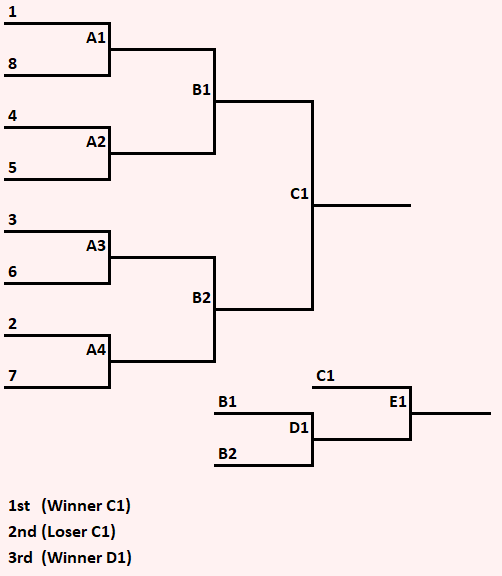 1
A1
8
B1
4
A2
5
C1
3
A3
6
B2
2
A4
7
C1
B1
E1
D1
B2
1st (Winner C1)
2nd (Loser C1)
3rd (Winner D1)